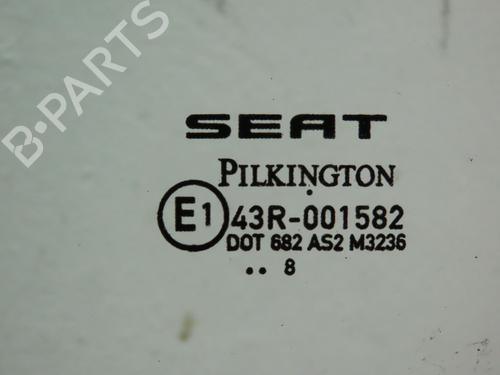 B-PARTS
SEAT
PILKINGTON
E1 43R-001582
DOT 682 AS2 M3236
.. 8